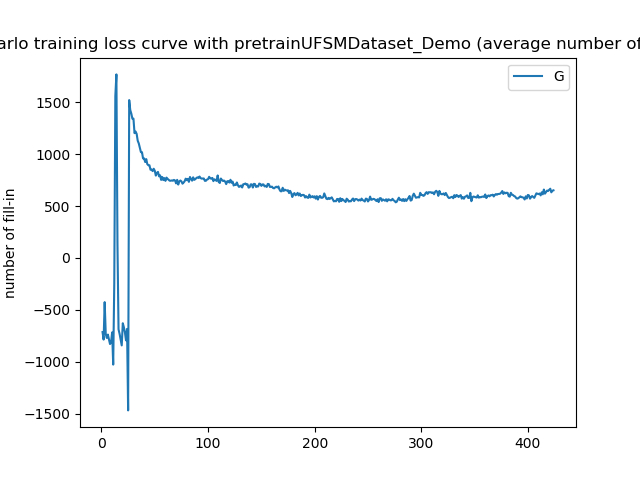 arlo training loss curve with pretrainUFSMDataset_Demo (average number of
G
number of fill-in
1500
1000
500
0
−500
−1000
−1500
0 100 200 300 400